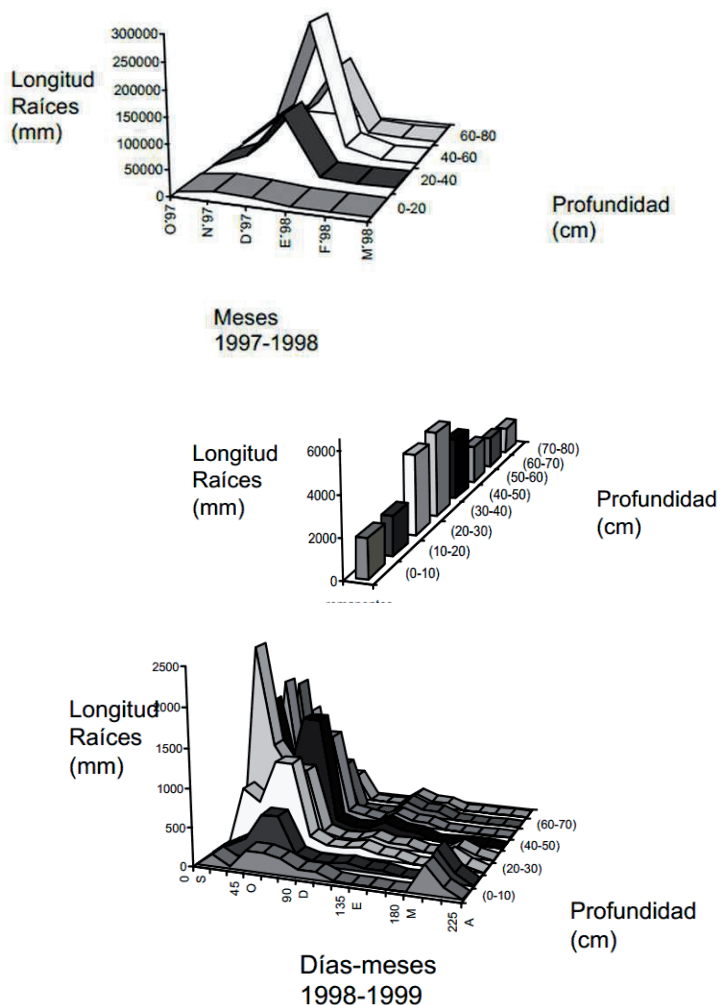 Longitud
Raíces
(mm)
300000
250000
200000
150000
100000
50000
0
O'97
N'97
D'97
E'98
F'98
M'98
60-80
40-60
20-40
0-20
Profundidad
(cm)
Meses
1997-1998
Longitud
Raíces
(mm)
6000
4000
2000
0
(70-80)
(60-70)
(50-60)
(40-50)
(30-40)
(20-30)
(10-20)
(0-10)
Profundidad
(cm)
Longitud
Raíces
(mm)
2500
2000
1500
1000
500
0
0
S
45
O
90
D
135
E
180
M
225
A
(60-70)
(40-50)
(20-30)
(0-10)
Profundidad
(cm)
Días-meses
1998-1999